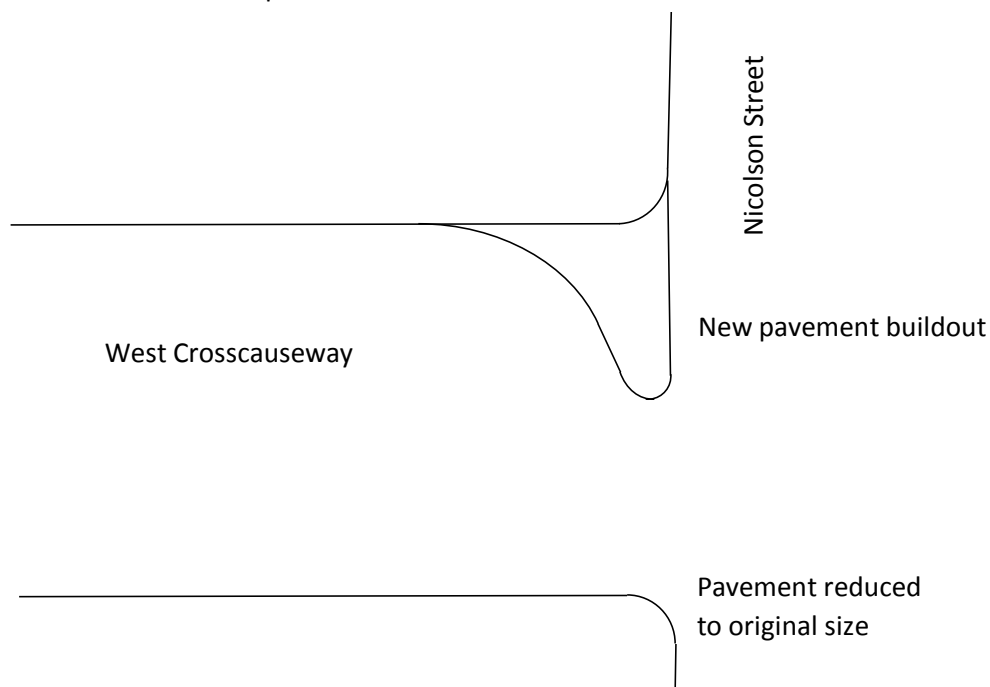 Nicolson Street
New pavement buildout
West Crosscauseway
Pavement reduced
to original size